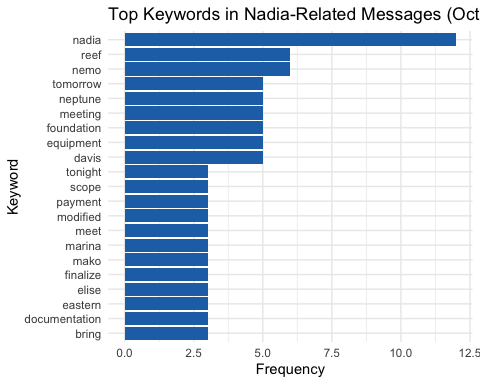 Top Keywords in Nadia-Related Messages (Oct
nadia
reef
nemo
tomorrow
neptune
meeting
foundation
equipment
davis
tonight
scope
payment
modified
meet
marina
mako
finalize
elise
eastern
documentation
bring
Keyword
0.0 2.5 5.0 7.5 10.0 12.5
Frequency